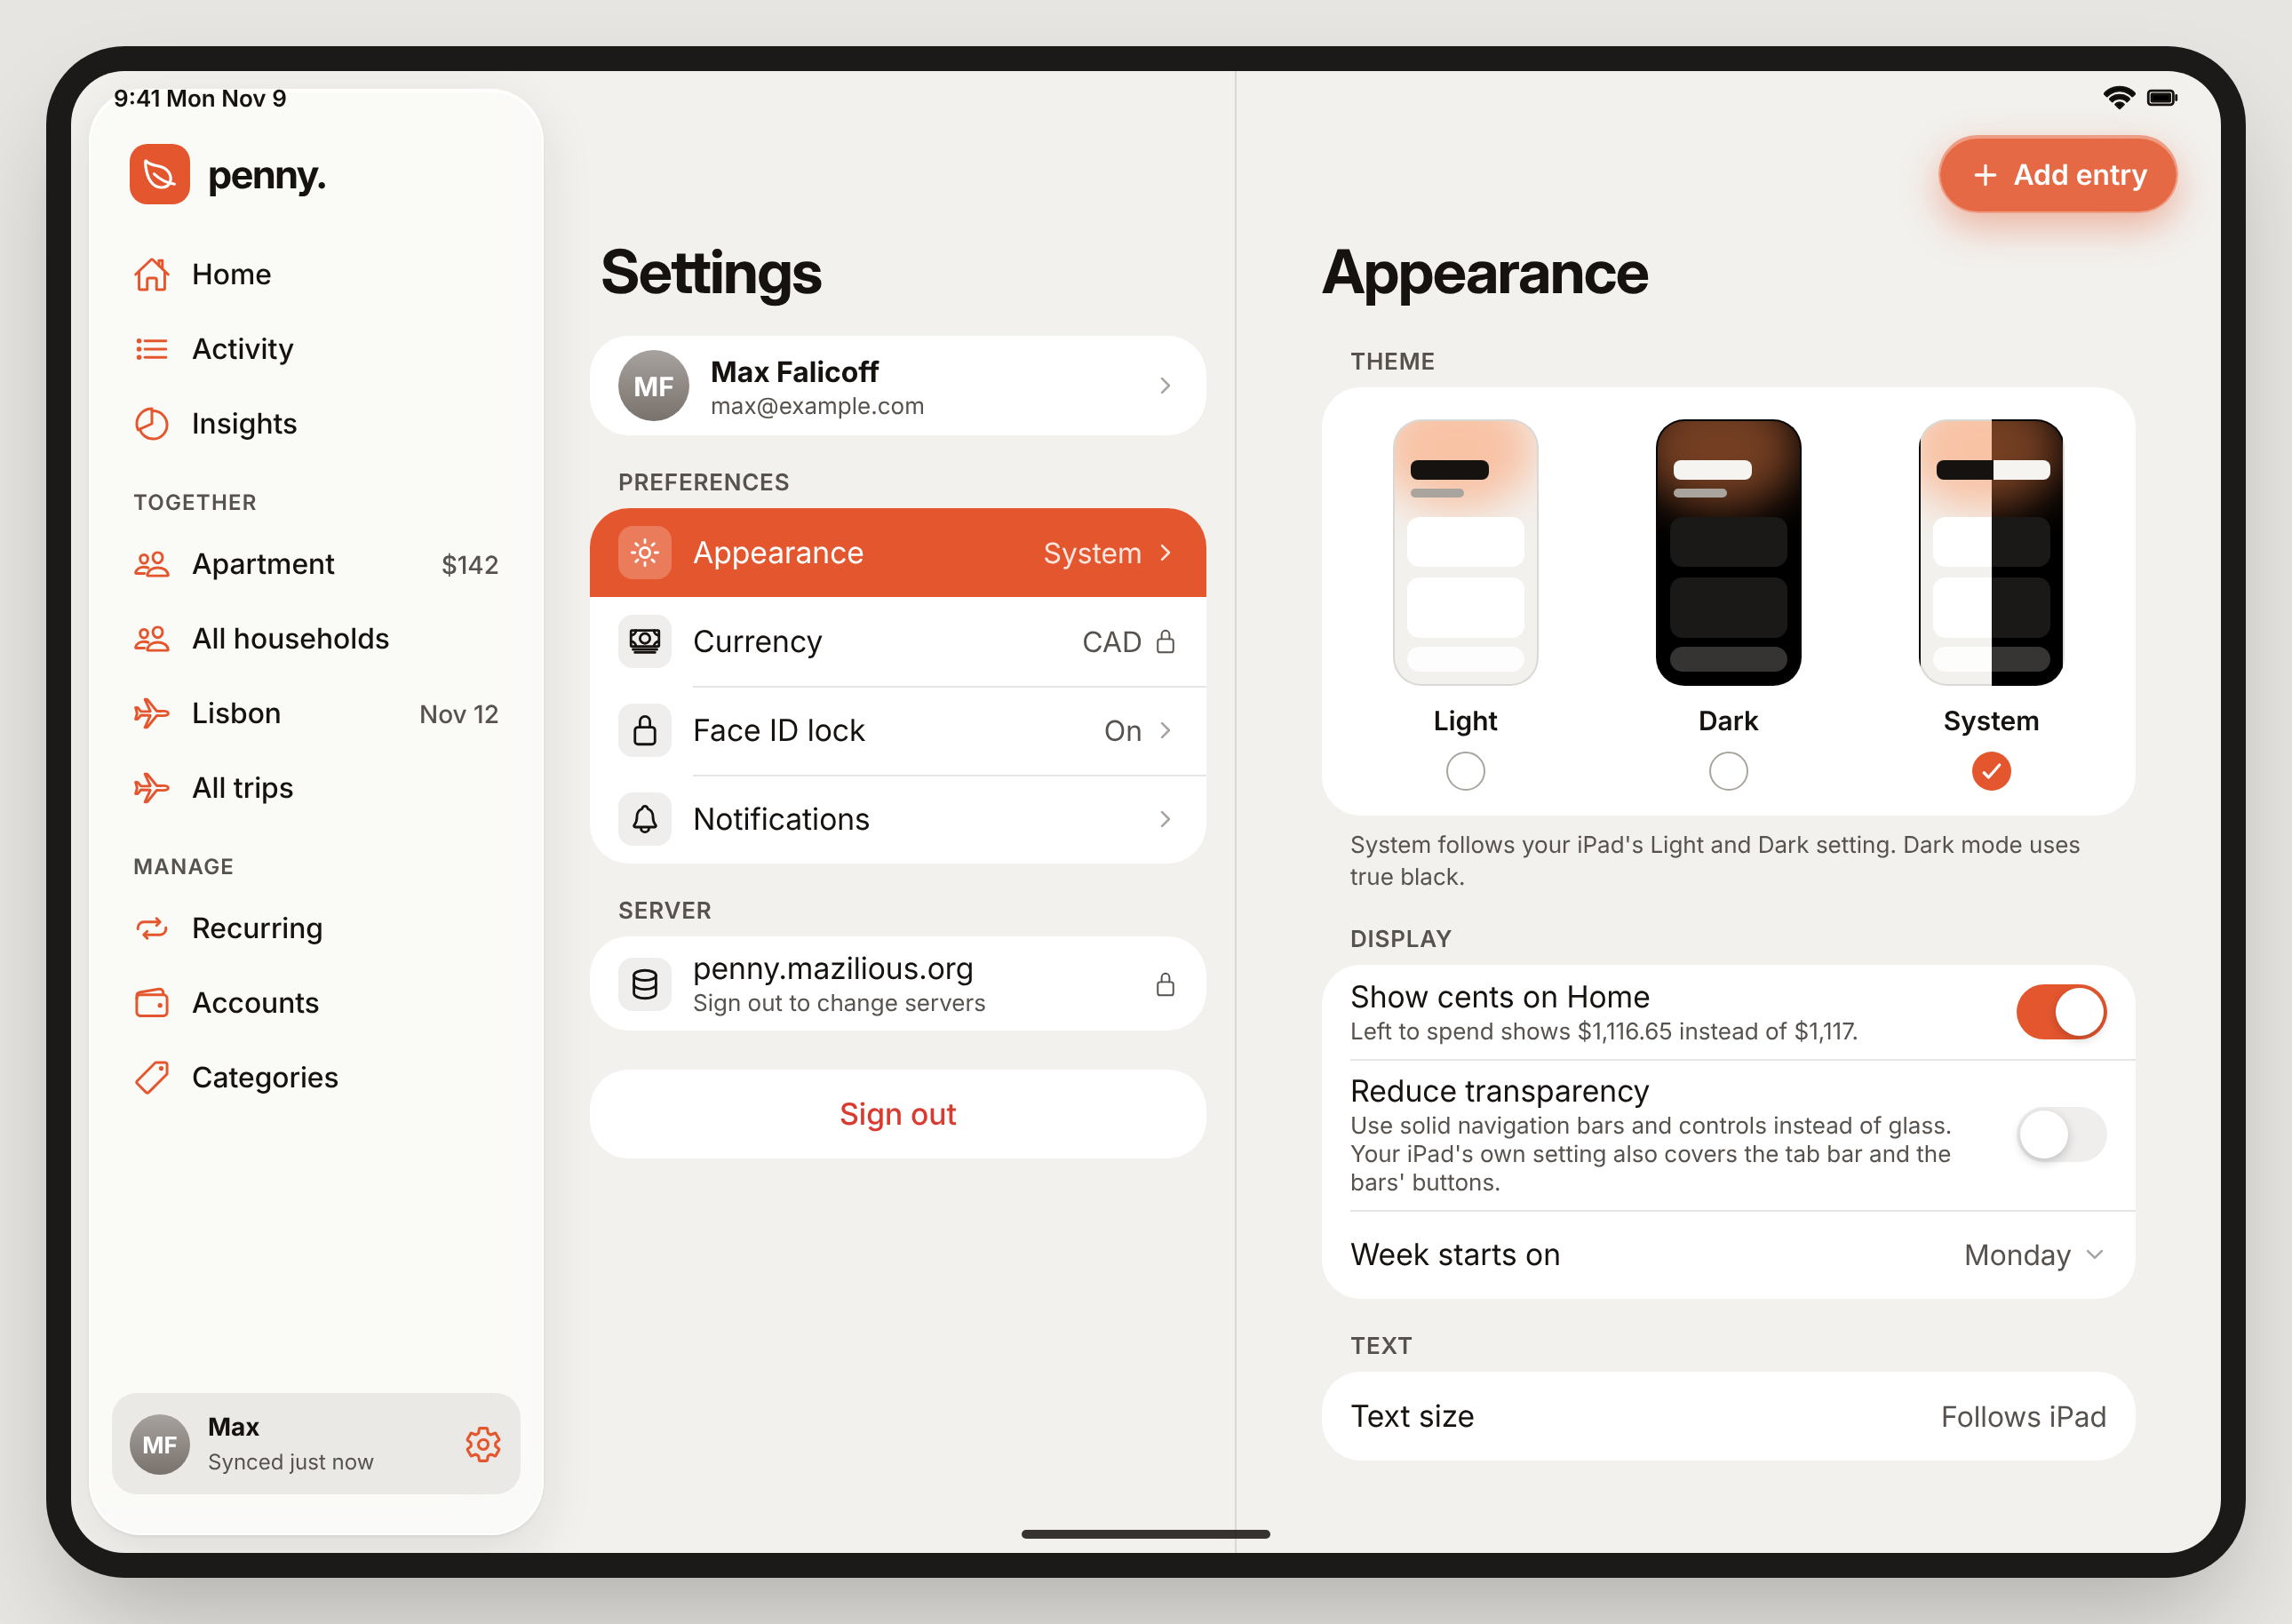 9:41 Mon Nov 9
penny.
Home
Activity
Insights
TOGETHER
Apartment $142
All households
Lisbon Nov 12
All trips
MANAGE
Recurring
Accounts
Categories
MF
Max
Synced just now
Settings
MF
Max Falicoff
max@example.com
PREFERENCES
Appearance System
Currency CAD
Face ID lock On
Notifications
SERVER
penny.mazilious.org
Sign out to change servers
Sign out
+ Add entry
Appearance
THEME
Light Dark System
System follows your iPad's Light and Dark setting. Dark mode uses
true black.
DISPLAY
Show cents on Home
Left to spend shows $1,116.65 instead of $1,117.
Reduce transparency
Use solid navigation bars and controls instead of glass.
Your iPad's own setting also covers the tab bar and the
bars' buttons.
Week starts on Monday
TEXT
Text size Follows iPad